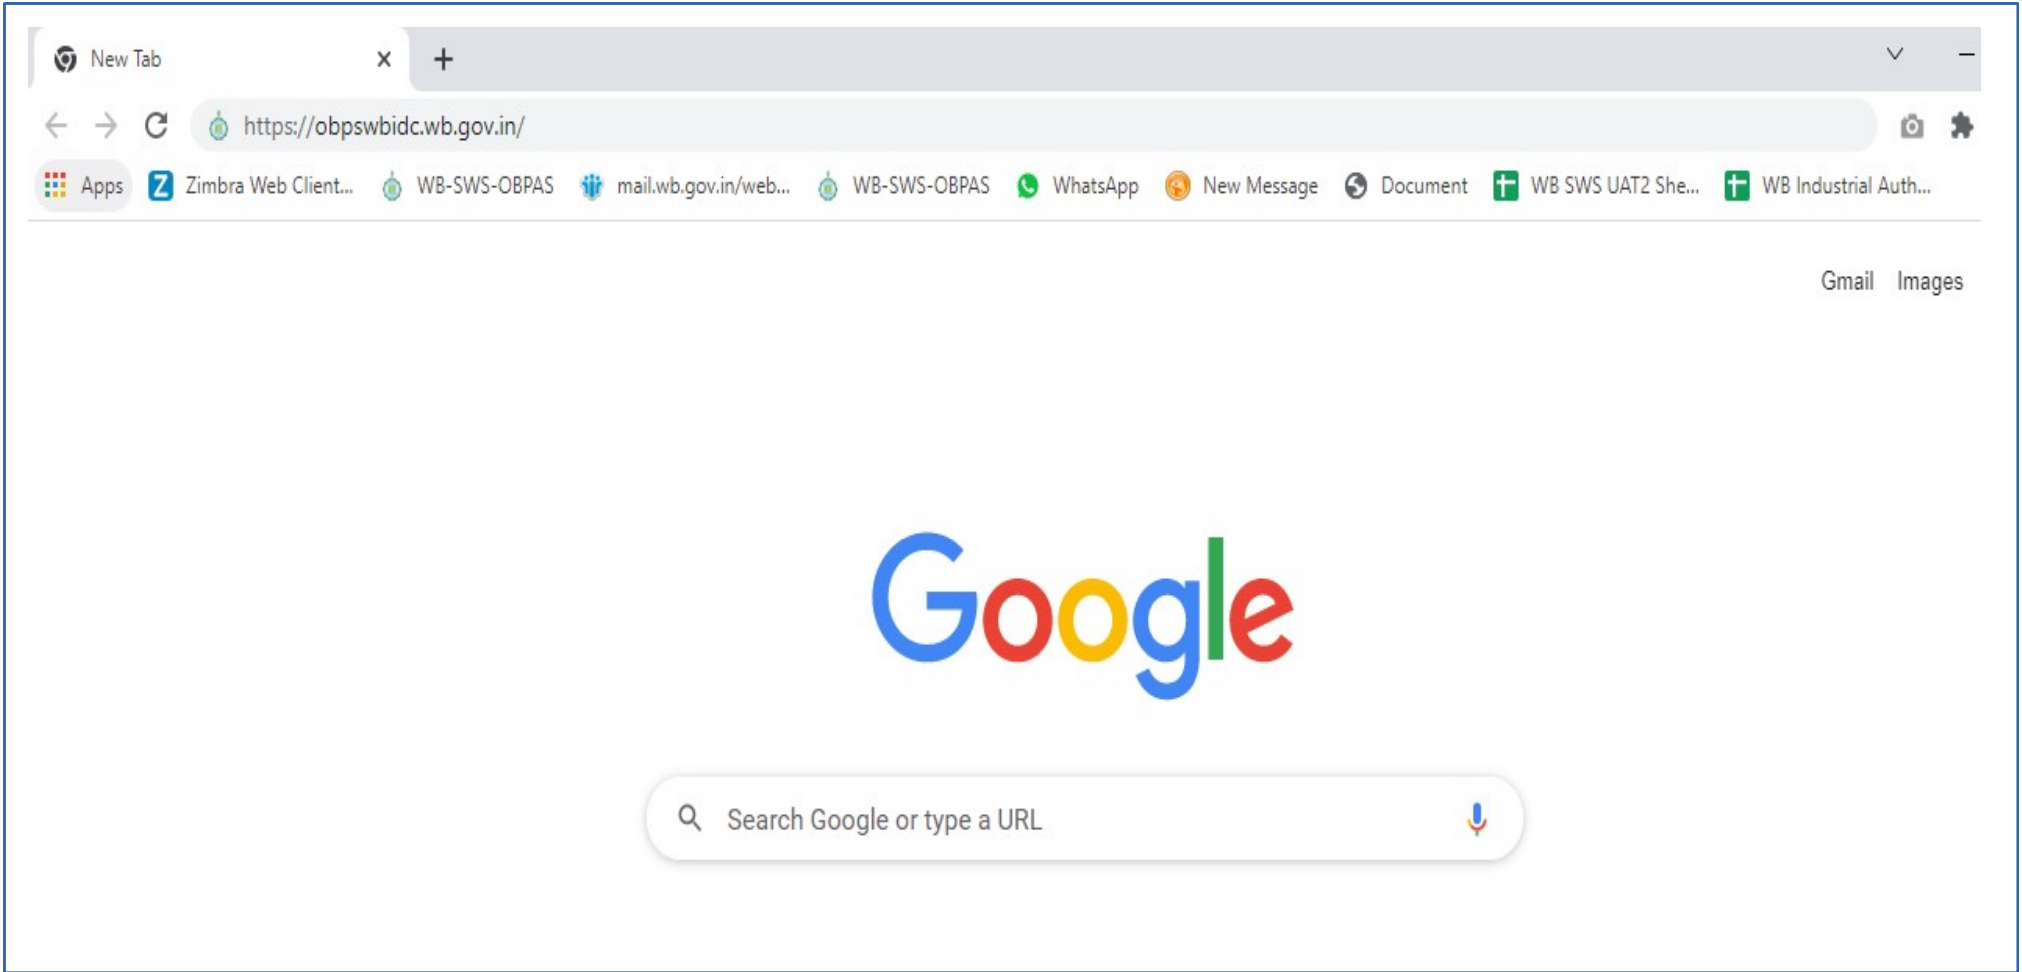 New Tab
https://obpswbidc.wb.gov.in/
Apps Zimbra Web Client... WB-SWS-OBPAS mail.wb.gov.in/web... WB-SWS-OBPAS WhatsApp New Message Document WB SWS UAT2 She... WB Industrial Auth...
Gmail Images
Google
Search Google or type a URL